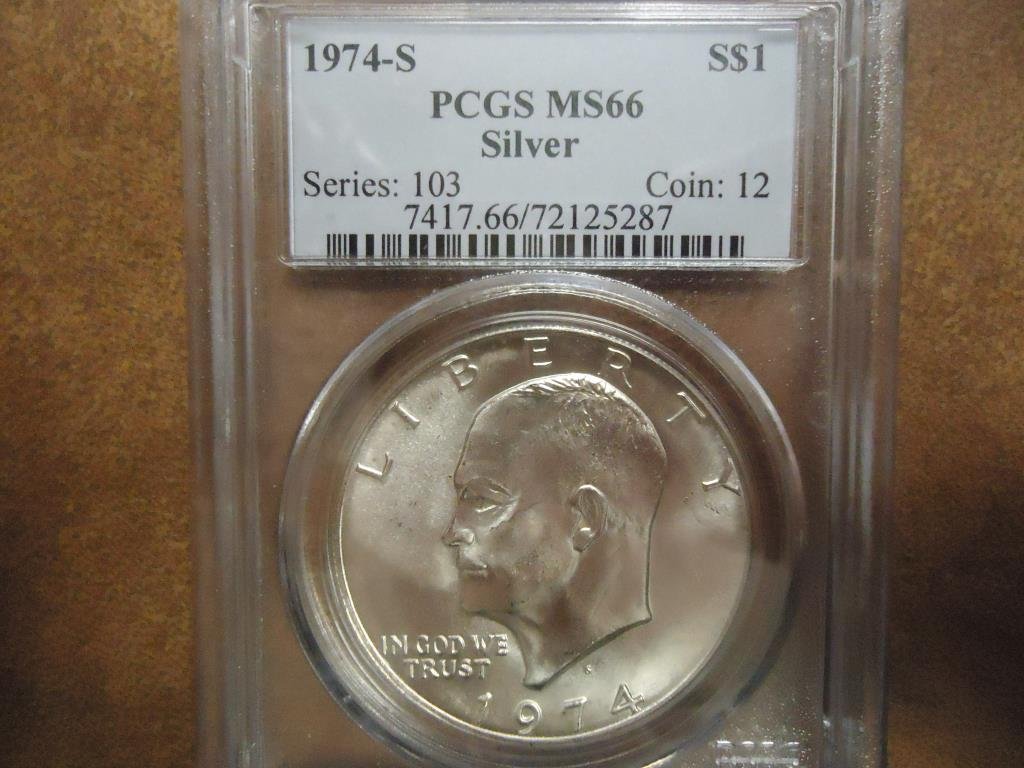 1974-S S$1
PCGS MS66
Silver
Series: 103 Coin: 12
7417.66/72125287
LIBERTY
IN GOD WE
TRUST
S
1974